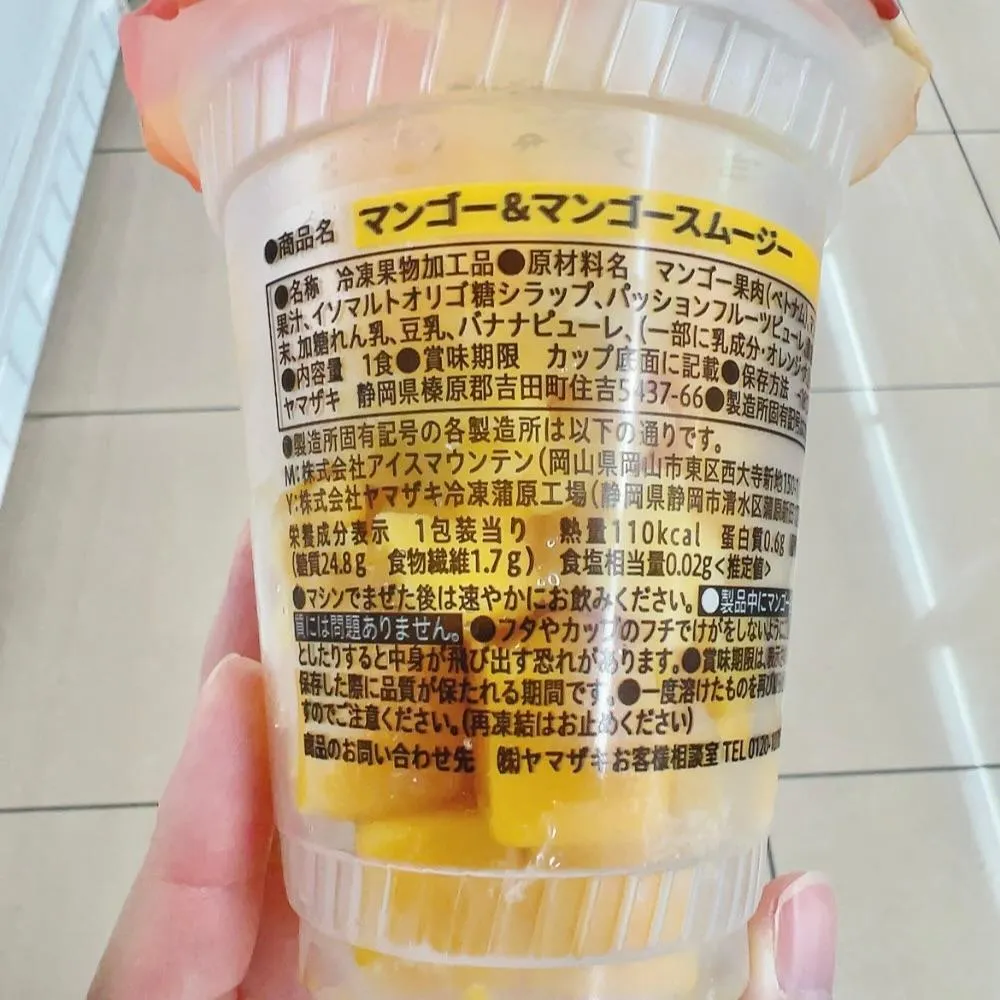 ●商品名 マンゴー&マンゴースムージー
●名称 冷凍果物加工品●原材料名 マンゴー果肉(ベトナム)、
果汁、イソマルトオリゴ糖シラップ、パッションフルーツピューレ、
末、加糖れん乳、豆乳、バナナピューレ、(一部に乳成分・オレンジ・
●内容量 1食●賞味期限 カップ底面に記載●保存方法
ヤマザキ 静岡県榛原郡吉田町住吉5437-66●製造所固有記号
●製造所固有記号の各製造所は以下の通りです。
M:株式会社アイスマウンテン(岡山県岡山市東区西大寺新地150-
Y:株式会社ヤマザキ冷凍蒲原工場(静岡県静岡市清水区蒲原新田
栄養成分表示 1包装当り 熱量110kcal 蛋白質0.6g
(糖質24.8g 食物繊維1.7g) 食塩相当量0.02g<推定値>
●マシンでまぜた後は速やかにお飲みください。●製品中にマンゴー
質には問題ありません。●フタやカップのフチでけがをしないように
としたりすると中身が飛び出す恐れがあります。●賞味期限は、表示
保存した際に品質が保たれる期間です。●一度溶けたものを再び
すのでご注意ください。(再凍結はお止めください)
商品のお問い合わせ先 ㈱ヤマザキお客様相談室 TEL 0120-